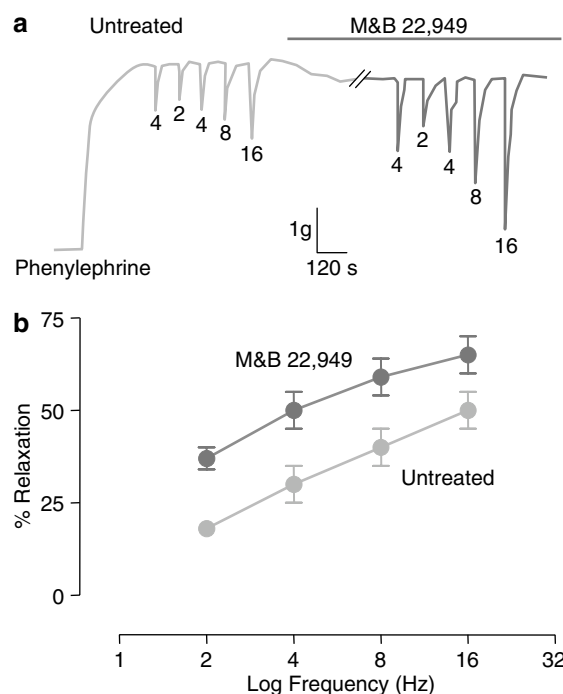 a
Untreated
M&B 22,949
4
2
4
8
16
4
2
4
8
16
1g
120 s
Phenylephrine
b
75
M&B 22,949
50
Untreated
25
0
% Relaxation
1 2 4 8 16 32
Log Frequency (Hz)